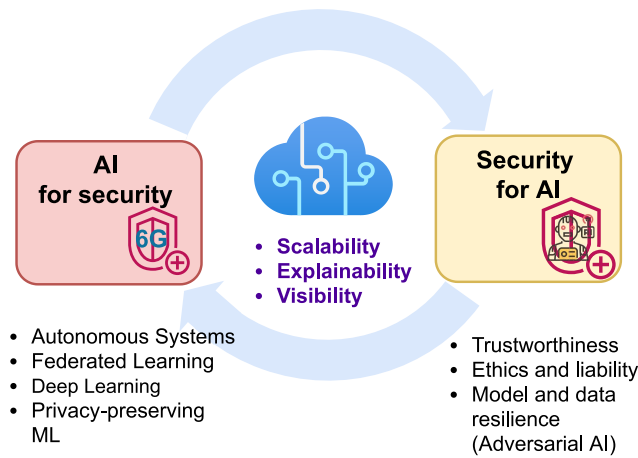 AI
for security
6G
Security
for AI
• Scalability
• Explainability
• Visibility
• Autonomous Systems
• Federated Learning
• Deep Learning
• Privacy-preserving
ML
• Trustworthiness
• Ethics and liability
• Model and data
resilience
(Adversarial AI)